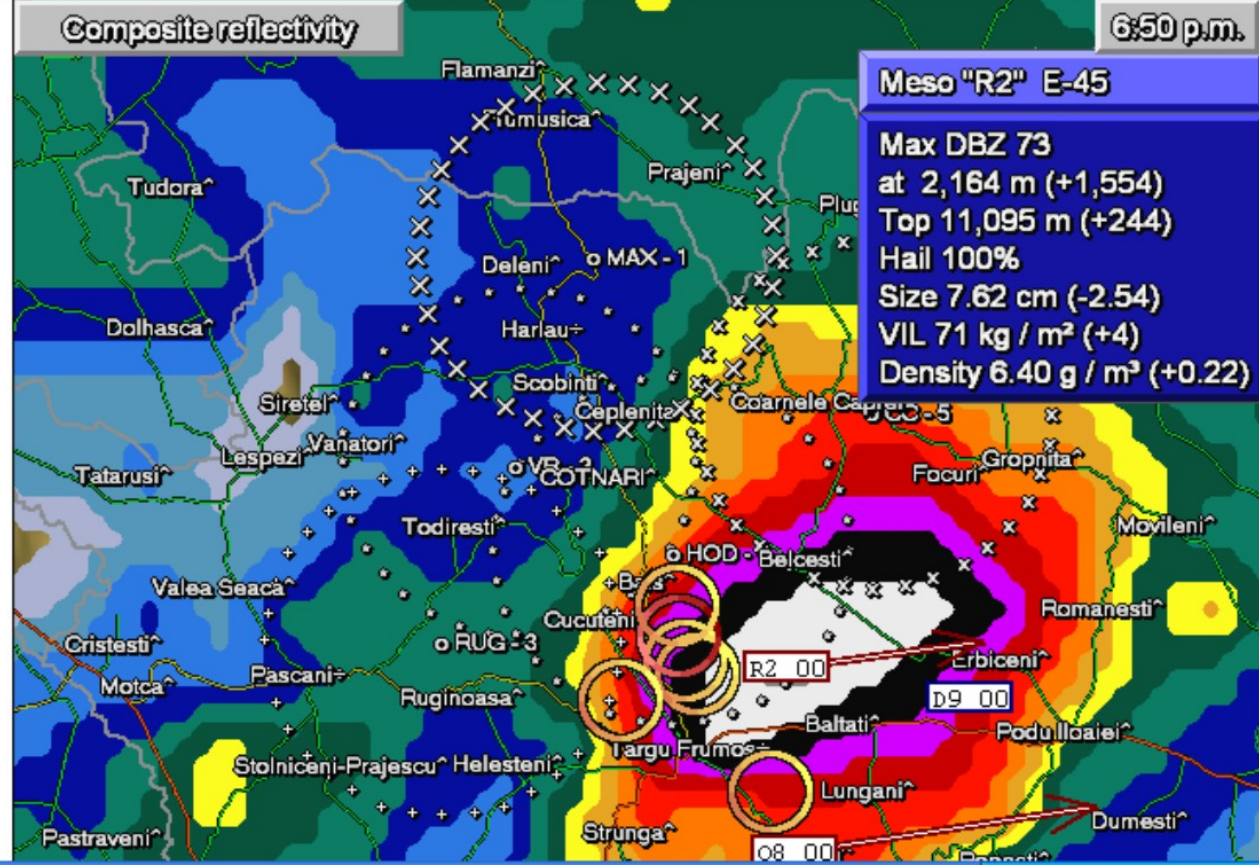 Composite reflectivity
6:50 p.m.
Meso "R2" E-45
Max DBZ 73
at 2,164 m (+1,554)
Top 11,095 m (+244)
Hail 100%
Size 7.62 cm (-2.54)
VIL 71 kg / m² (+4)
Density 6.40 g / m³ (+0.22)
Flamanzi^
Prajeni^
Tudora^
Plug
Deleni^
MAX - 1
Dolhasca^
Harlau÷
Scobinti^
Siretel^
Ceplenita
Coarnele
- 5
Vanatori^
Lespezi^
Tatarusi^
COTNARI^
Focuri^
Gropnita^
Todiresti^
Movileni^
HOD -
Belcesti^
Valea Seaca^
Romanesti^
Cucuteni
Cristesti^
RUG - 3
Erbiceni^
Motca^
Pascani÷
R2 00
Ruginoasa^
D9 00
Baltati^
Podu Iloaiei^
Targu Frumos÷
Stolniceni-Prajescu^
Helesteni^
Lungani^
Dumesti^
Pastraveni^
Strunga^
O8 00